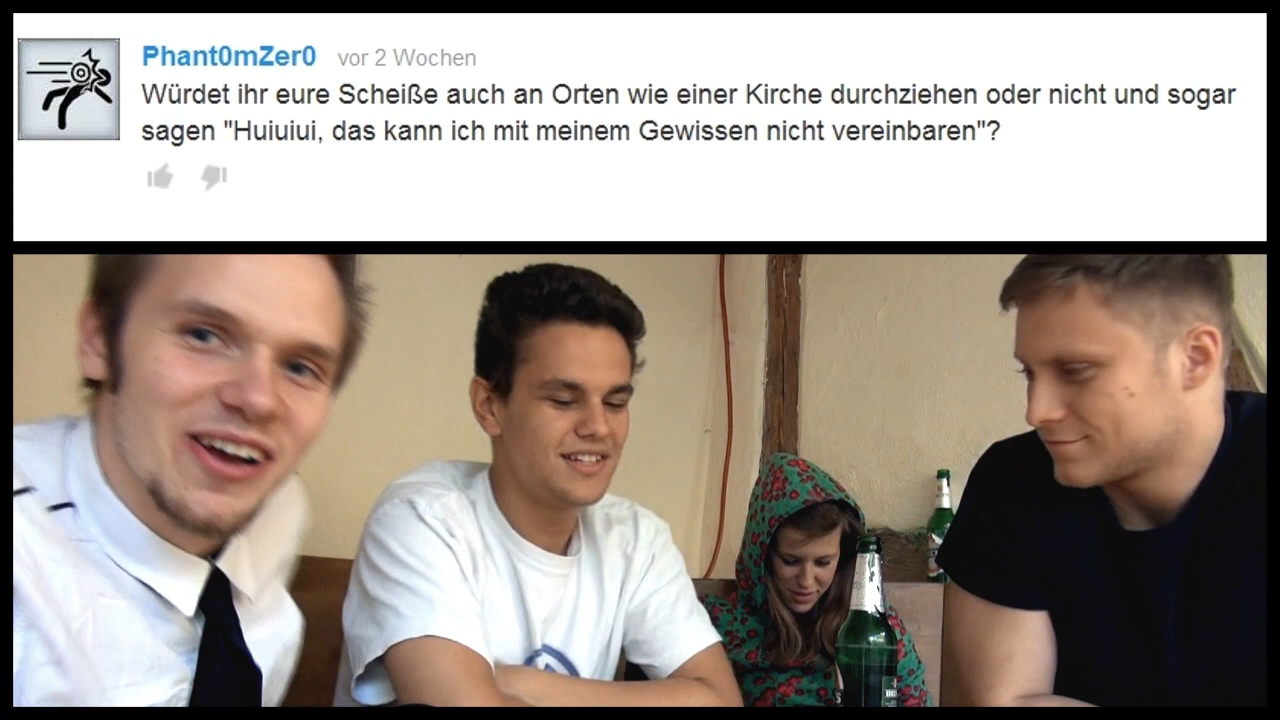 Phant0mZer0 vor 2 Wochen
Würdet ihr eure Scheiße auch an Orten wie einer Kirche durchziehen oder nicht und sogar
sagen "Huiuiui, das kann ich mit meinem Gewissen nicht vereinbaren"?